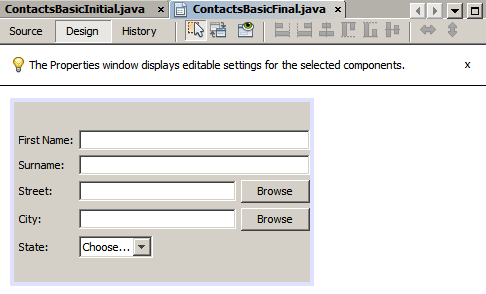 ContactsBasicInitial.java x ContactsBasicFinal.java x
Source Design History
The Properties window displays editable settings for the selected components. x
First Name:
Surname:
Street: Browse
City: Browse
State: Choose...